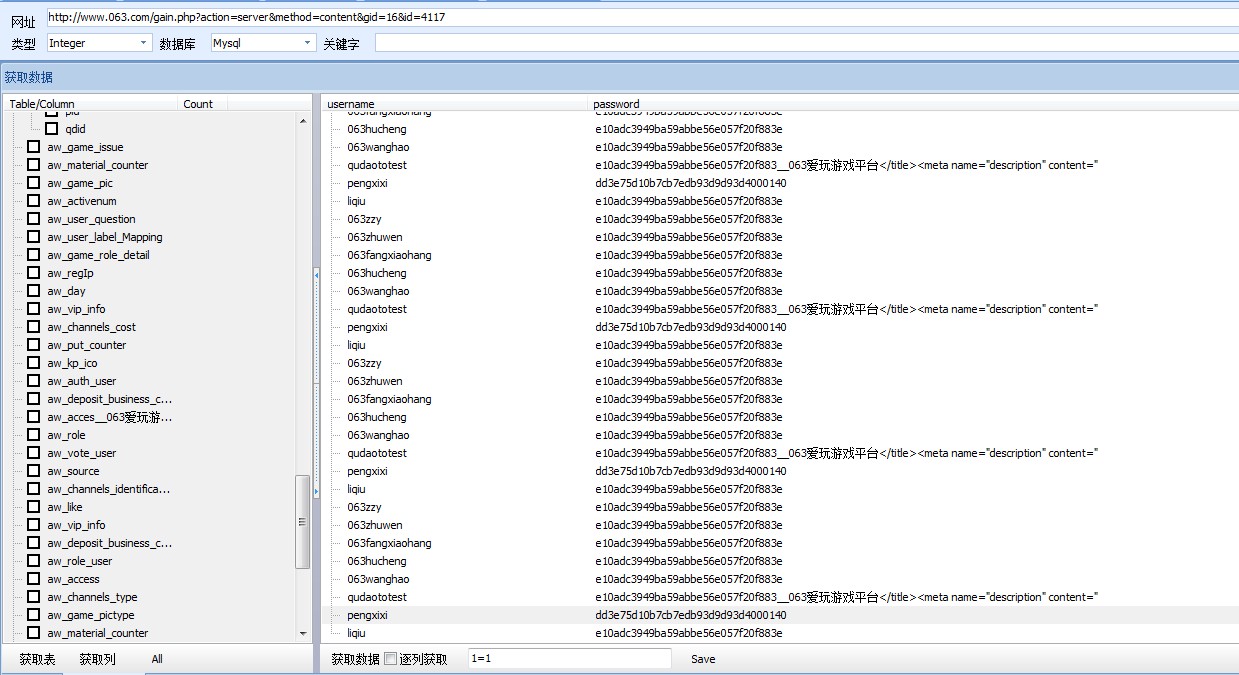 网址 http://www.063.com/gain.php?action=server&method=content&gid=16&id=4117
类型 Integer 数据库 Mysql 关键字
获取数据
Table/Column Count
pid
qdid
aw_game_issue
aw_material_counter
aw_game_pic
aw_activenum
aw_user_question
aw_user_label_Mapping
aw_game_role_detail
aw_regIp
aw_day
aw_vip_info
aw_channels_cost
aw_put_counter
aw_kp_ico
aw_auth_user
aw_deposit_business_c...
aw_acces__063爱玩游...
aw_role
aw_vote_user
aw_source
aw_channels_identifica...
aw_like
aw_vip_info
aw_deposit_business_c...
aw_role_user
aw_access
aw_channels_type
aw_game_pictype
aw_material_counter
获取表 获取列 All
username password
063fangxiaohang e10adc3949ba59abbe56e057f20f883e
063hucheng e10adc3949ba59abbe56e057f20f883e
063wanghao e10adc3949ba59abbe56e057f20f883e
qudaototest e10adc3949ba59abbe56e057f20f883__063爱玩游戏平台</title><meta name="description" content="
pengxixi dd3e75d10b7cb7edb93d9d93d4000140
liqiu e10adc3949ba59abbe56e057f20f883e
063zzy e10adc3949ba59abbe56e057f20f883e
063zhuwen e10adc3949ba59abbe56e057f20f883e
063fangxiaohang e10adc3949ba59abbe56e057f20f883e
063hucheng e10adc3949ba59abbe56e057f20f883e
063wanghao e10adc3949ba59abbe56e057f20f883e
qudaototest e10adc3949ba59abbe56e057f20f883__063爱玩游戏平台</title><meta name="description" content="
pengxixi dd3e75d10b7cb7edb93d9d93d4000140
liqiu e10adc3949ba59abbe56e057f20f883e
063zzy e10adc3949ba59abbe56e057f20f883e
063zhuwen e10adc3949ba59abbe56e057f20f883e
063fangxiaohang e10adc3949ba59abbe56e057f20f883e
063hucheng e10adc3949ba59abbe56e057f20f883e
063wanghao e10adc3949ba59abbe56e057f20f883e
qudaototest e10adc3949ba59abbe56e057f20f883__063爱玩游戏平台</title><meta name="description" content="
pengxixi dd3e75d10b7cb7edb93d9d93d4000140
liqiu e10adc3949ba59abbe56e057f20f883e
063zzy e10adc3949ba59abbe56e057f20f883e
063zhuwen e10adc3949ba59abbe56e057f20f883e
063fangxiaohang e10adc3949ba59abbe56e057f20f883e
063hucheng e10adc3949ba59abbe56e057f20f883e
063wanghao e10adc3949ba59abbe56e057f20f883e
qudaototest e10adc3949ba59abbe56e057f20f883__063爱玩游戏平台</title><meta name="description" content="
pengxixi dd3e75d10b7cb7edb93d9d93d4000140
liqiu e10adc3949ba59abbe56e057f20f883e
获取数据 逐列获取 1=1 Save